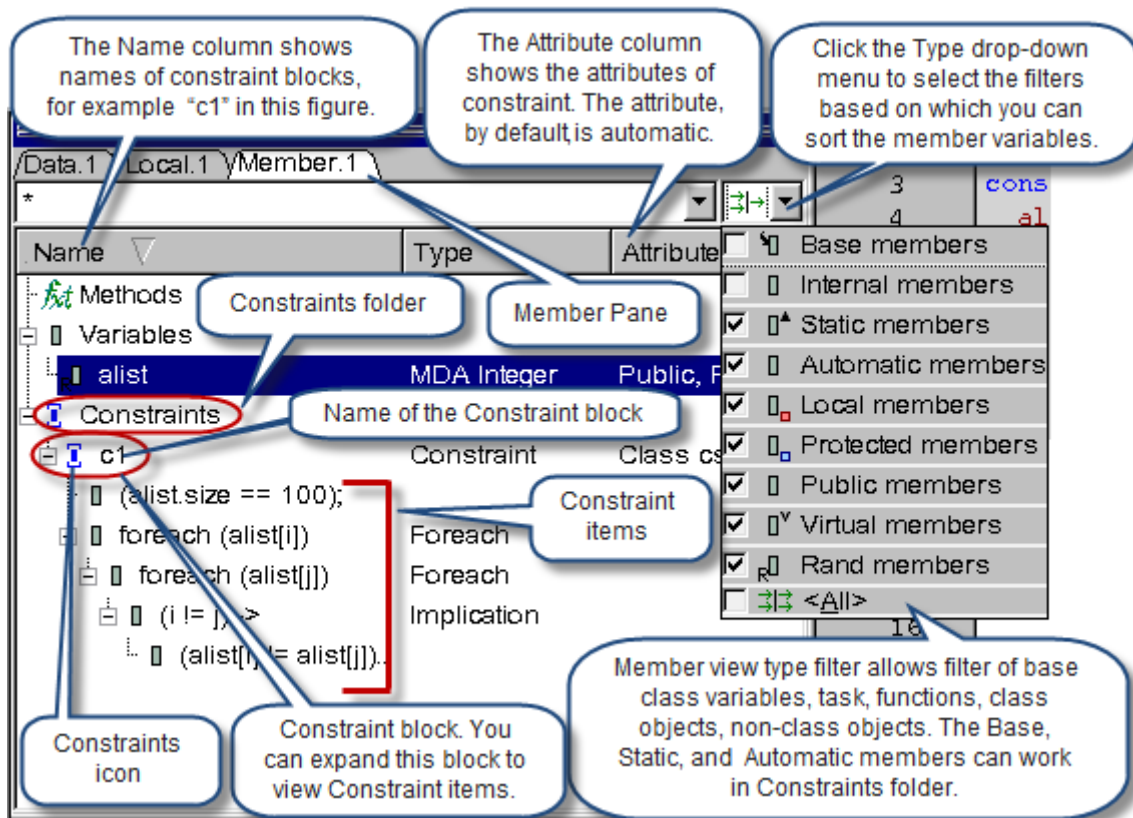 The Name column shows
names of constraint blocks,
for example “c1” in this figure.
The Attribute column
shows the attributes of
constraint. The attribute,
by default, is automatic.
Click the Type drop-down
menu to select the filters
based on which you can
sort the member variables.
Data.1 Local.1 Member.1
*
3 cons
4 al
Name Type Attribute
Methods
Constraints folder
Member Pane
Variables
alist MDA Integer Public,
Constraints
Name of the Constraint block
c1 Constraint Class cs
(alist.size == 100);
Constraint
items
foreach (alist[i]) Foreach
foreach (alist[j]) Foreach
(i != j) -> Implication
(alist[i] != alist[j])..
Base members
Internal members
Static members
Automatic members
Local members
Protected members
Public members
Virtual members
R Rand members
<All>
16
Constraints
icon
Constraint block. You
can expand this block to
view Constraint items.
Member view type filter allows filter of base
class variables, task, functions, class
objects, non-class objects. The Base,
Static, and Automatic members can work
in Constraints folder.